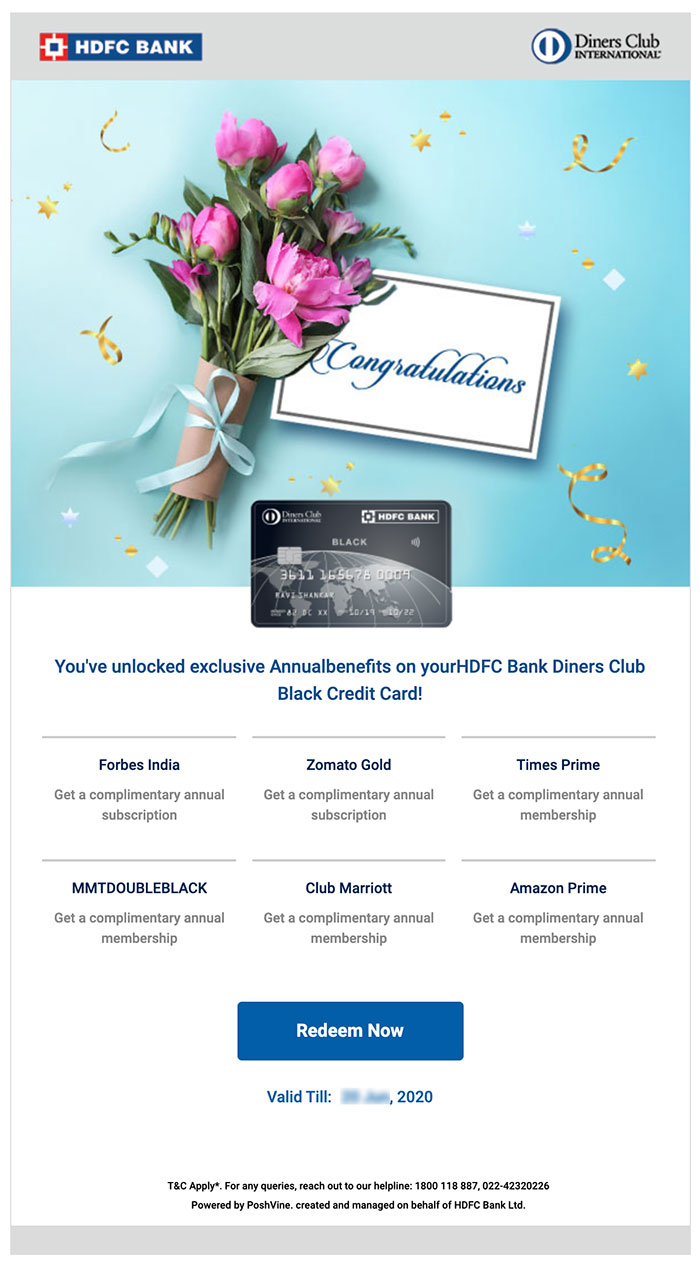 HDFC BANK
Diners Club
INTERNATIONAL
Congratulations
Diners Club
INTERNATIONAL
HDFC BANK
BLACK
3611 165678 0009
RAVI SHANKAR
82 DC XX 10/19 10/22
You've unlocked exclusive Annualbenefits on yourHDFC Bank Diners Club
Black Credit Card!
Forbes India
Get a complimentary annual
subscription
Zomato Gold
Get a complimentary annual
subscription
Times Prime
Get a complimentary annual
membership
MMTDOUBLEBLACK
Get a complimentary annual
membership
Club Marriott
Get a complimentary annual
membership
Amazon Prime
Get a complimentary annual
membership
Redeem Now
Valid Till: , 2020
T&C Apply*. For any queries, reach out to our helpline: 1800 118 887, 022-42320226
Powered by PoshVine. created and managed on behalf of HDFC Bank Ltd.